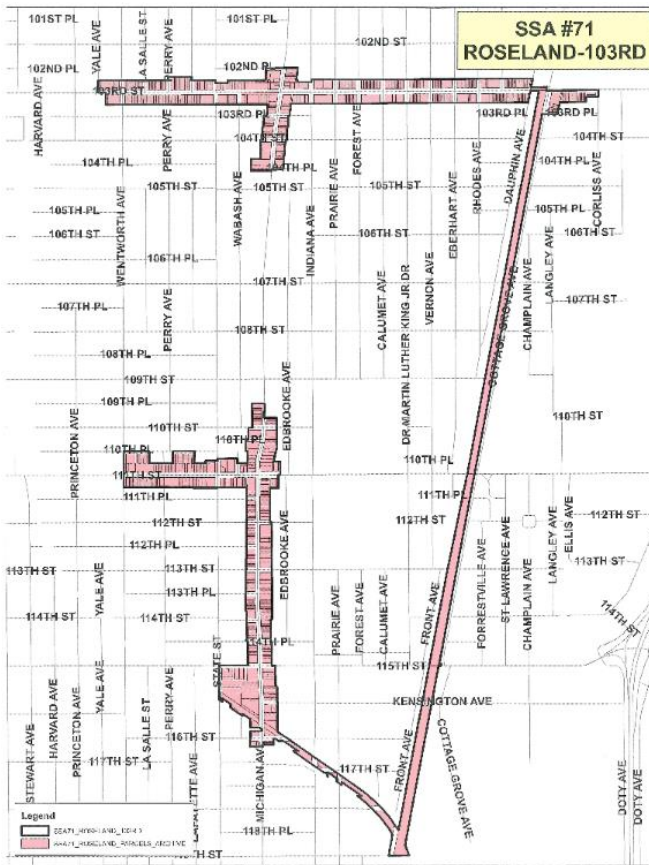 SSA #71
ROSELAND-103RD
101ST PL
101ST PL
102ND ST
102ND PL
102ND PL
YALE AVE
LA SALLE ST
PERRY AVE
HARVARD AVE
103RD ST
103RD PL
103RD PL
103RD PL
104TH ST
104TH ST
104TH PL
104TH PL
104TH PL
PERRY AVE
FOREST AVE
DAUPHIN AVE
CORLISS AVE
105TH ST
105TH ST
105TH ST
RHODES AVE
105TH PL
105TH PL
106TH ST
106TH ST
106TH ST
WENTWORTH AVE
WABASH AVE
INDIANA AVE
PRAIRIE AVE
EBERHART AVE
106TH PL
107TH ST
107TH ST
107TH PL
PERRY AVE
CALUMET AVE
DR MARTIN LUTHER KING JR DR
VERNON AVE
COTTAGE GROVE AVE
CHAMPLAIN AVE
LANGLEY AVE
108TH ST
108TH PL
109TH ST
109TH PL
EDBROOKE AVE
110TH ST
110TH ST
110TH PL
110TH PL
110TH PL
PRINCETON AVE
111TH ST
111TH PL
111TH PL
112TH ST
112TH ST
112TH ST
112TH PL
EDBROOKE AVE
FORRESTVILLE AVE
ST LAWRENCE AVE
CHAMPLAIN AVE
LANGLEY AVE
ELLIS AVE
113TH ST
113TH ST
113TH ST
113TH PL
YALE AVE
114TH ST
114TH ST
114TH ST
114TH PL
PRAIRIE AVE
FOREST AVE
CALUMET AVE
FRONT AVE
115TH ST
STATE ST
YALE AVE
KENSINGTON AVE
STEWART AVE
HARVARD AVE
PRINCETON AVE
LA SALLE ST
PERRY AVE
116TH ST
117TH ST
117TH ST
MICHIGAN AVE
FRONT AVE
COTTAGE GROVE AVE
DOTY AVE
DOTY AVE
118TH PL
Legend